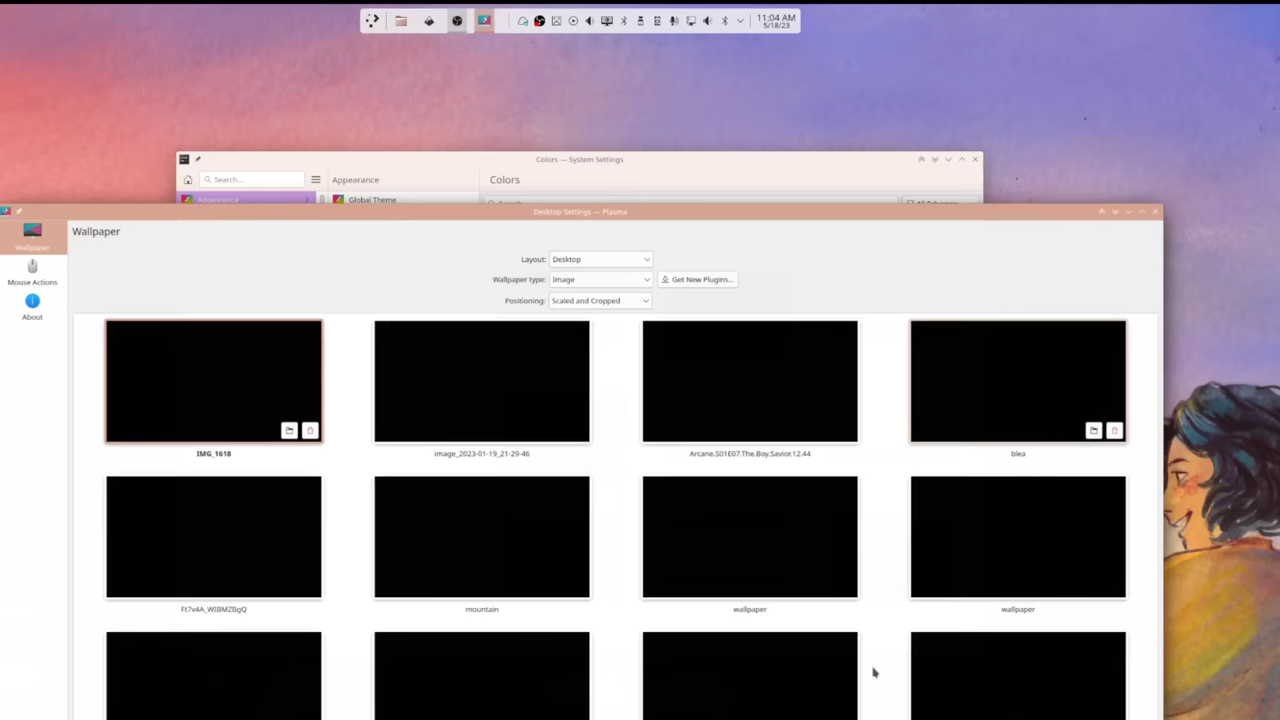 11:04 AM
5/18/23
Colors — System Settings
Search...
Appearance
Colors
Appearance
Global Theme
Desktop Settings — Plasma
Wallpaper
Wallpaper
Mouse Actions
About
Layout: Desktop
Wallpaper type: Image Get New Plugins...
Positioning: Scaled and Cropped
IMG_1618
image_2023-01-19_21-29-46
Arcane.S01E07.The.Boy.Savior.12.44
blea
mountain
wallpaper
wallpaper